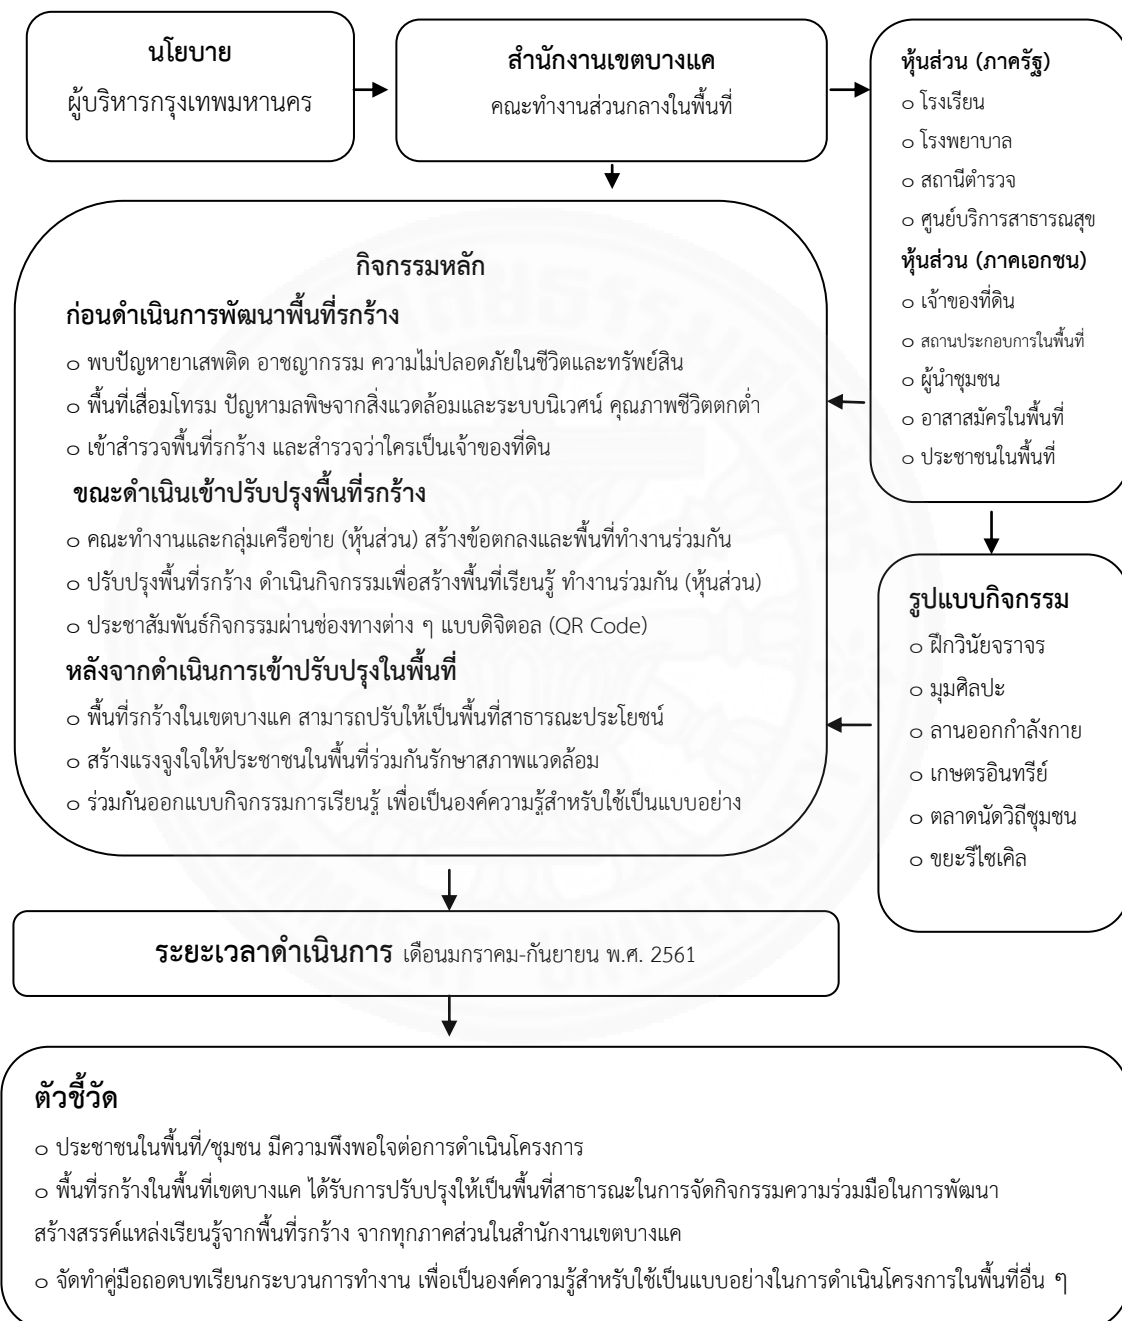 นโยบาย
ผู้บริหารกรุงเทพมหานคร
สำนักงานเขตบางแค
คณะทำงานส่วนกลางในพื้นที่
หุ้นส่วน (ภาครัฐ)
o โรงเรียน
o โรงพยาบาล
o สถานีตำรวจ
o ศูนย์บริการสาธารณสุข
หุ้นส่วน (ภาคเอกชน)
o เจ้าของที่ดิน
o สถานประกอบการในพื้นที่
o ผู้นำชุมชน
o อาสาสมัครในพื้นที่
o ประชาชนในพื้นที่
กิจกรรมหลัก
ก่อนดำเนินการพัฒนาพื้นที่รกร้าง
o พบปัญหายาเสพติด อาชญากรรม ความไม่ปลอดภัยในชีวิตและทรัพย์สิน
o พื้นที่เสื่อมโทรม ปัญหามลพิษจากสิ่งแวดล้อมและระบบนิเวศน์ คุณภาพชีวิตตกต่ำ
o เข้าสำรวจพื้นที่รกร้าง และสำรวจว่าใครเป็นเจ้าของที่ดิน
ขณะดำเนินเข้าปรับปรุงพื้นที่รกร้าง
o คณะทำงานและกลุ่มเครือข่าย (หุ้นส่วน) สร้างข้อตกลงและพื้นที่ทำงานร่วมกัน
o ปรับปรุงพื้นที่รกร้าง ดำเนินกิจกรรมเพื่อสร้างพื้นที่เรียนรู้ ทำงานร่วมกัน (หุ้นส่วน)
o ประชาสัมพันธ์กิจกรรมผ่านช่องทางต่าง ๆ แบบดิจิตอล (QR Code)
หลังจากดำเนินการเข้าปรับปรุงในพื้นที่
o พื้นที่รกร้างในเขตบางแค สามารถปรับให้เป็นพื้นที่สาธารณะประโยชน์
o สร้างแรงจูงใจให้ประชาชนในพื้นที่ร่วมกันรักษาสภาพแวดล้อม
o ร่วมกันออกแบบกิจกรรมการเรียนรู้ เพื่อเป็นองค์ความรู้สำหรับใช้เป็นแบบอย่าง
รูปแบบกิจกรรม
o ฝึกวินัยจราจร
o มุมศิลปะ
o ลานออกกำลังกาย
o เกษตรอินทรีย์
o ตลาดนัดวิถีชุมชน
o ขยะรีไซเคิล
ระยะเวลาดำเนินการ เดือนมกราคม-กันยายน พ.ศ. 2561
ตัวชี้วัด
o ประชาชนในพื้นที่/ชุมชน มีความพึงพอใจต่อการดำเนินโครงการ
o พื้นที่รกร้างในพื้นที่เขตบางแค ได้รับการปรับปรุงให้เป็นพื้นที่สาธารณะในการจัดกิจกรรมความร่วมมือในการพัฒนา
สร้างสรรค์แหล่งเรียนรู้จากพื้นที่รกร้าง จากทุกภาคส่วนในสำนักงานเขตบางแค
o จัดทำคู่มือถอดบทเรียนกระบวนการทำงาน เพื่อเป็นองค์ความรู้สำหรับใช้เป็นแบบอย่างในการดำเนินโครงการในพื้นที่อื่น ๆ